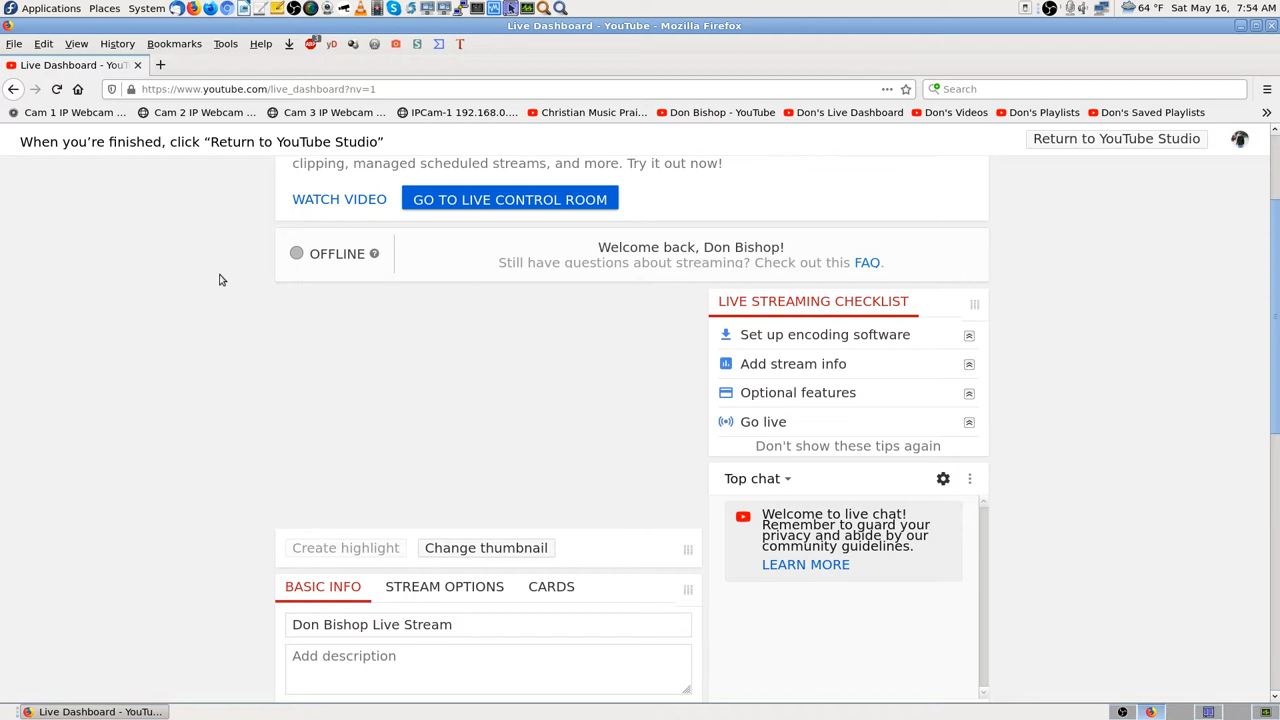 Applications Places System 64 °F Sat May 16, 7:54 AM
Live Dashboard - YouTube - Mozilla Firefox
File Edit View History Bookmarks Tools Help 3 yD S T
Live Dashboard - YouT
https://www.youtube.com/live_dashboard?nv=1 Search
Cam 1 IP Webcam ... Cam 2 IP Webcam ... Cam 3 IP Webcam ... IPCam-1 192.168.0.... Christian Music Prai... Don Bishop - YouTube Don's Live Dashboard Don's Videos Don's Playlists Don's Saved Playlists
When you're finished, click “Return to YouTube Studio” Return to YouTube Studio
clipping, managed scheduled streams, and more. Try it out now!
WATCH VIDEO GO TO LIVE CONTROL ROOM
OFFLINE ? Welcome back, Don Bishop!
Still have questions about streaming? Check out this FAQ.
LIVE STREAMING CHECKLIST
Set up encoding software
Add stream info
Optional features
Go live
Don't show these tips again
Top chat
Welcome to live chat!
Remember to guard your
privacy and abide by our
community guidelines.
LEARN MORE
Create highlight Change thumbnail
BASIC INFO STREAM OPTIONS CARDS
Don Bishop Live Stream
Add description
Live Dashboard - YouTu...